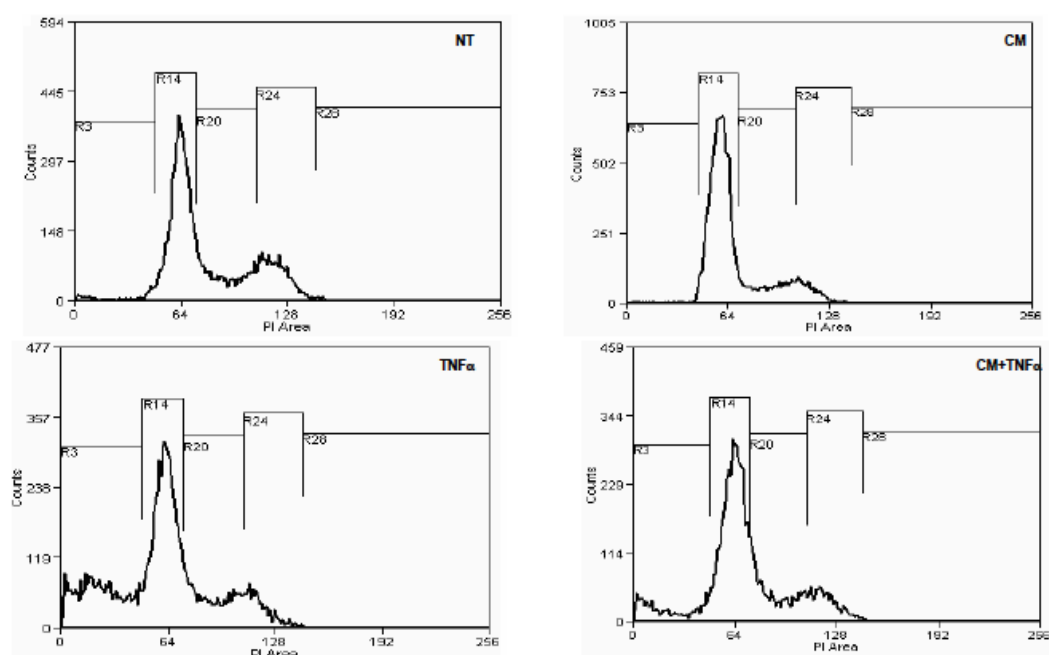 594
NT
445
R14
R24
R3
R20
R28
297
Counts
148
0
0 64 128 192 256
PI Area
1005
CM
753
R14
R24
R3
R20
R28
502
Counts
251
0
0 64 128 192 256
PI Area
477
TNFα
357
R14
R24
R3
R20
R28
238
Counts
119
0
0 64 128 192 256
PI Area
459
CM+TNFα
344
R14
R24
R3
R20
R28
229
Counts
114
0
0 64 128 192 256
PI Area